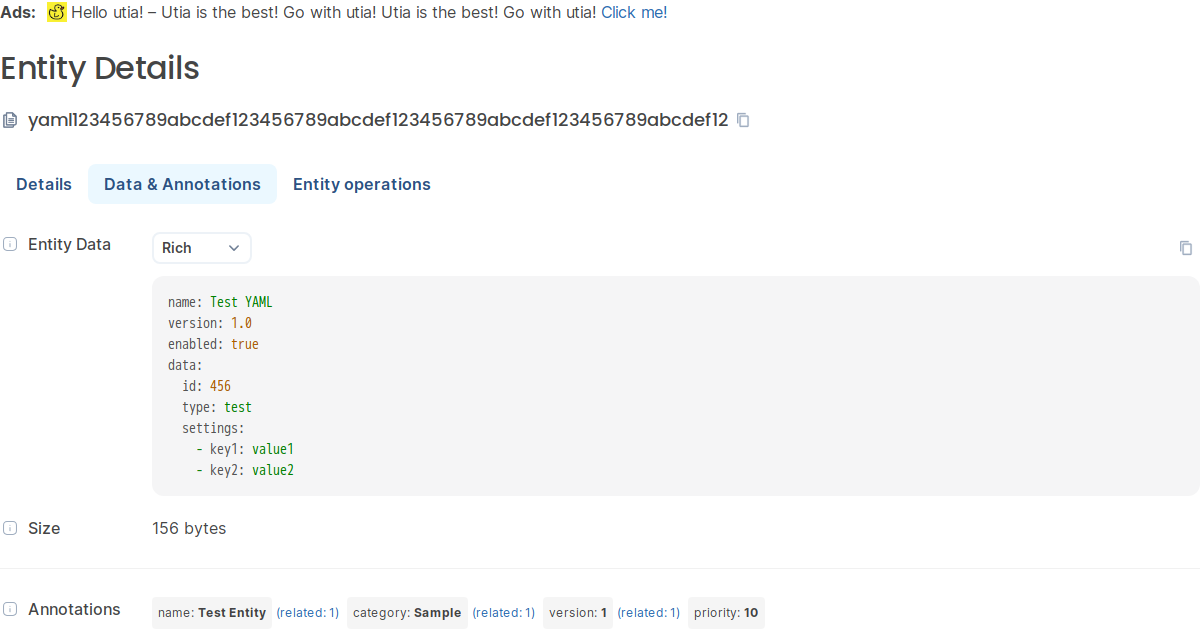 Ads: Hello utia! – Utia is the best! Go with utia! Utia is the best! Go with utia! Click me!
Entity Details
yaml123456789abcdef123456789abcdef123456789abcdef123456789abcdef12
Details Data & Annotations Entity operations
Entity Data Rich
name: Test YAML
version: 1.0
enabled: true
data:
  id: 456
  type: test
  settings:
    - key1: value1
    - key2: value2
Size 156 bytes
Annotations name: Test Entity (related: 1) category: Sample (related: 1) version: 1 (related: 1) priority: 10